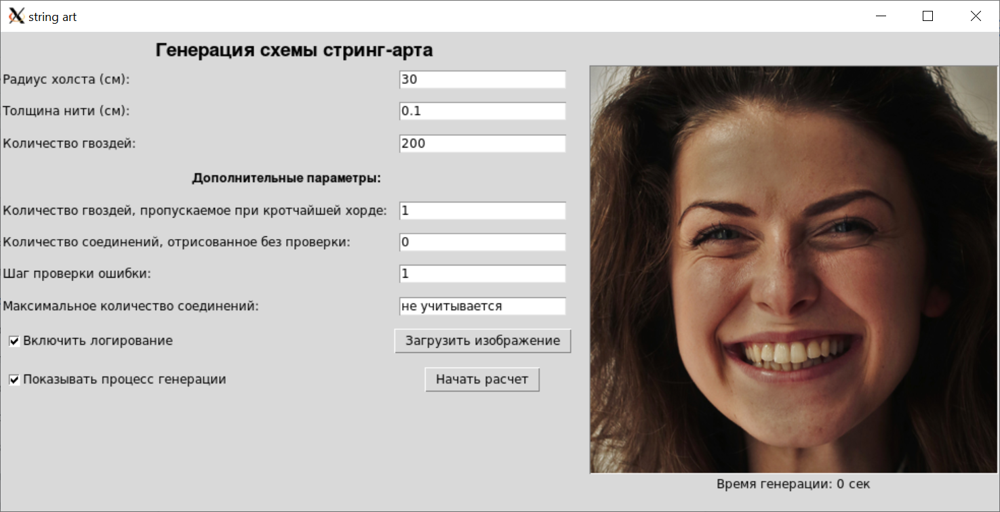 string art
Генерация схемы стринг-арта
Радиус холста (см): 30
Толщина нити (см): 0.1
Количество гвоздей: 200
Дополнительные параметры:
Количество гвоздей, пропускаемое при кротчайшей хорде: 1
Количество соединений, отрисованное без проверки: 0
Шаг проверки ошибки: 1
Максимальное количество соединений: не учитывается
Включить логирование Загрузить изображение
Показывать процесс генерации Начать расчет
Время генерации: 0 сек